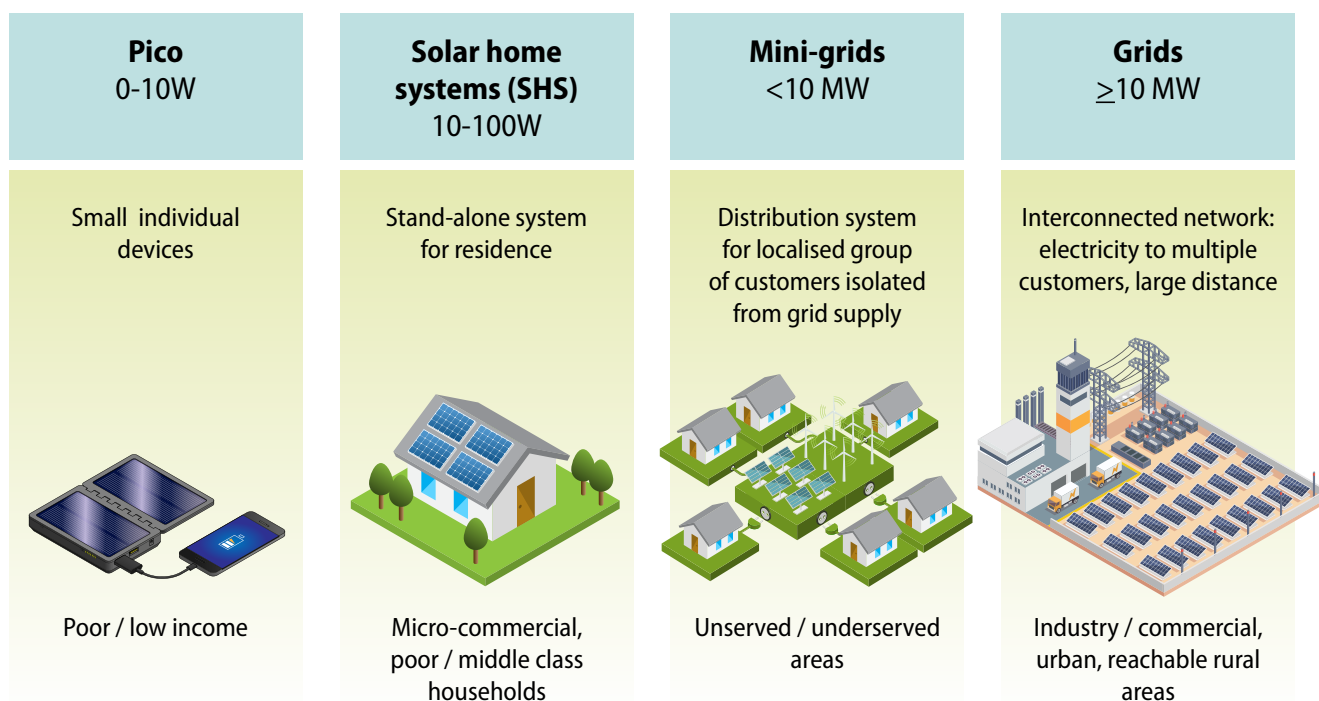 Pico
0-10W
Solar home
systems (SHS)
10-100W
Mini-grids
<10 MW
Grids
≥10 MW
Small individual
devices
Stand-alone system
for residence
Distribution system
for localised group
of customers isolated
from grid supply
Interconnected network:
electricity to multiple
customers, large distance
Poor / low income
Micro-commercial,
poor / middle class
households
Unserved / underserved
areas
Industry / commercial,
urban, reachable rural
areas